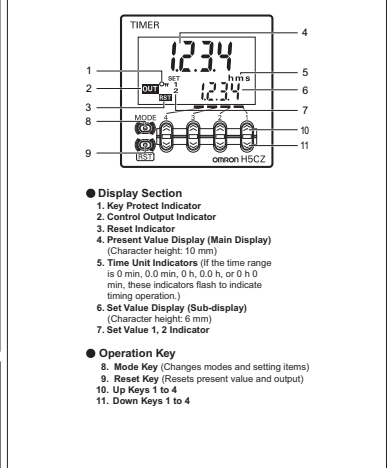 TIMER
1.2.3.4
4
1
SET
h m s
5
2
OUT
1
2
1.2.3.4
6
3
RST
7
8
MODE
4
3
2
1
10
11
9
RST
OMRON H5CZ
● Display Section
1. Key Protect Indicator
2. Control Output Indicator
3. Reset Indicator
4. Present Value Display (Main Display)
(Character height: 10 mm)
5. Time Unit Indicators (If the time range
is 0 min, 0.0 min, 0 h, 0.0 h, or 0 h 0
min, these indicators flash to indicate
timing operation.)
6. Set Value Display (Sub-display)
(Character height: 6 mm)
7. Set Value 1, 2 Indicator
● Operation Key
8. Mode Key (Changes modes and setting items)
9. Reset Key (Resets present value and output)
10. Up Keys 1 to 4
11. Down Keys 1 to 4